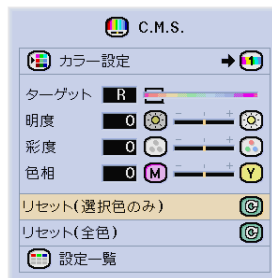 C.M.S.
カラー設定 1
ターゲット R
明度 0 - +
彩度 0 - +
色相 0 M - + Y
リセット(選択色のみ)
リセット(全色)
設定一覧